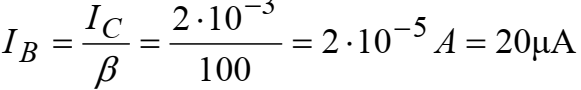 I_B = I_C / β = 2·10⁻³ / 100 = 2·10⁻⁵ A = 20μA